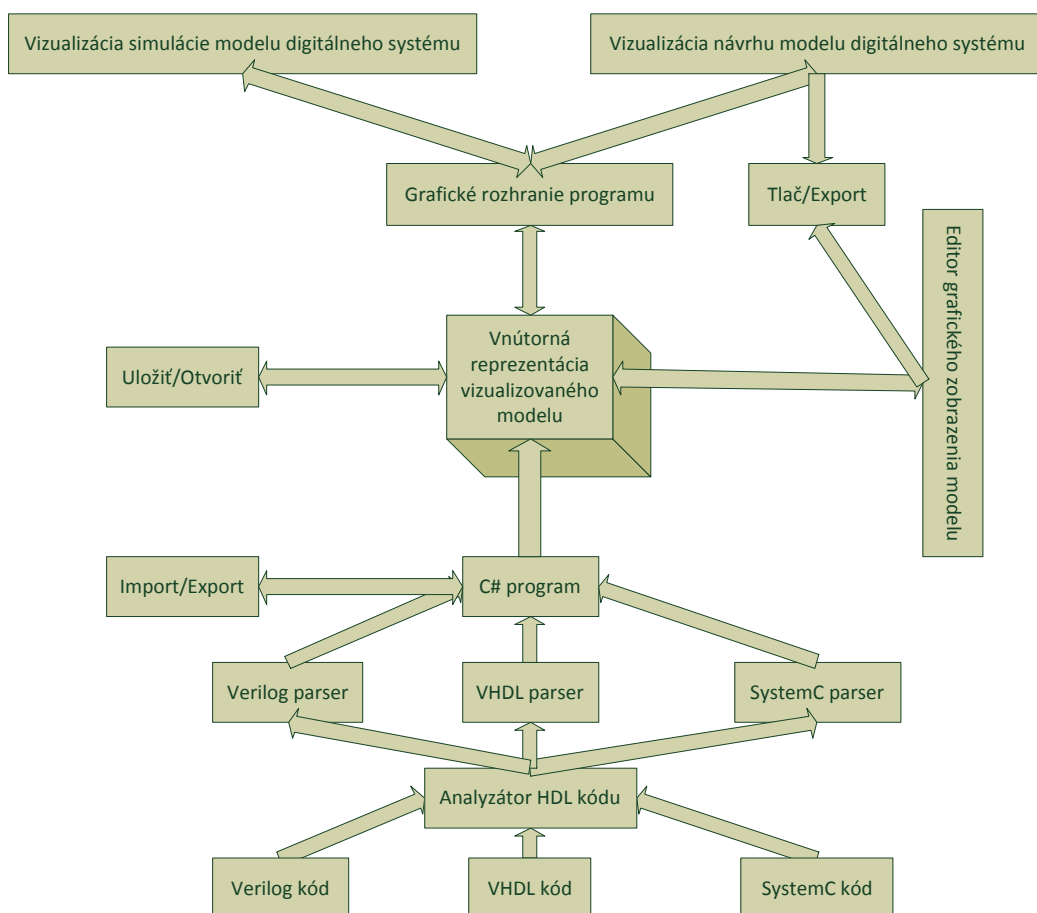 Vizualizácia simulácie modelu digitálneho systému
Vizualizácia návrhu modelu digitálneho systému
Grafické rozhranie programu
Tlač/Export
Editor grafického zobrazenia modelu
Vnútorná
reprezentácia
vizualizovaného
modelu
Uložiť/Otvoriť
Import/Export
C# program
Verilog parser
VHDL parser
SystemC parser
Analyzátor HDL kódu
Verilog kód
VHDL kód
SystemC kód